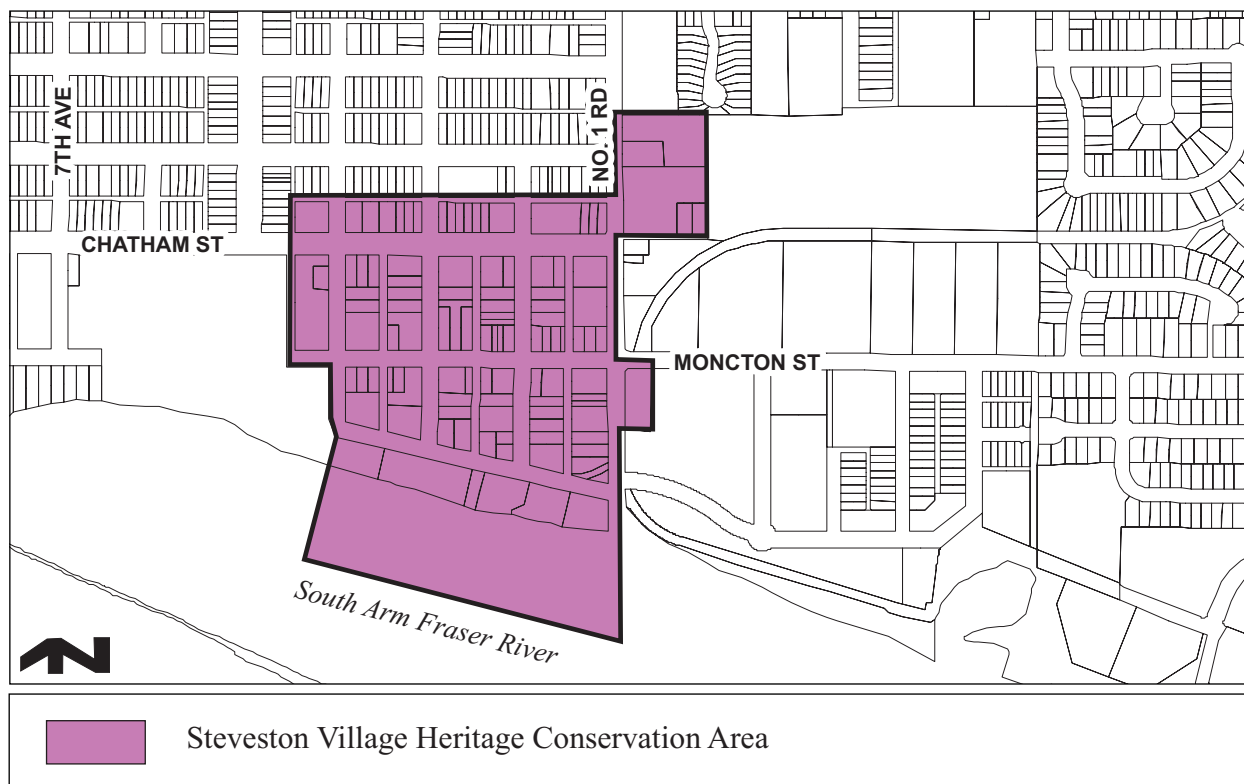 7TH AVE
NO. 1 RD
CHATHAM ST
MONCTON ST
South Arm Fraser River
N
Steveston Village Heritage Conservation Area